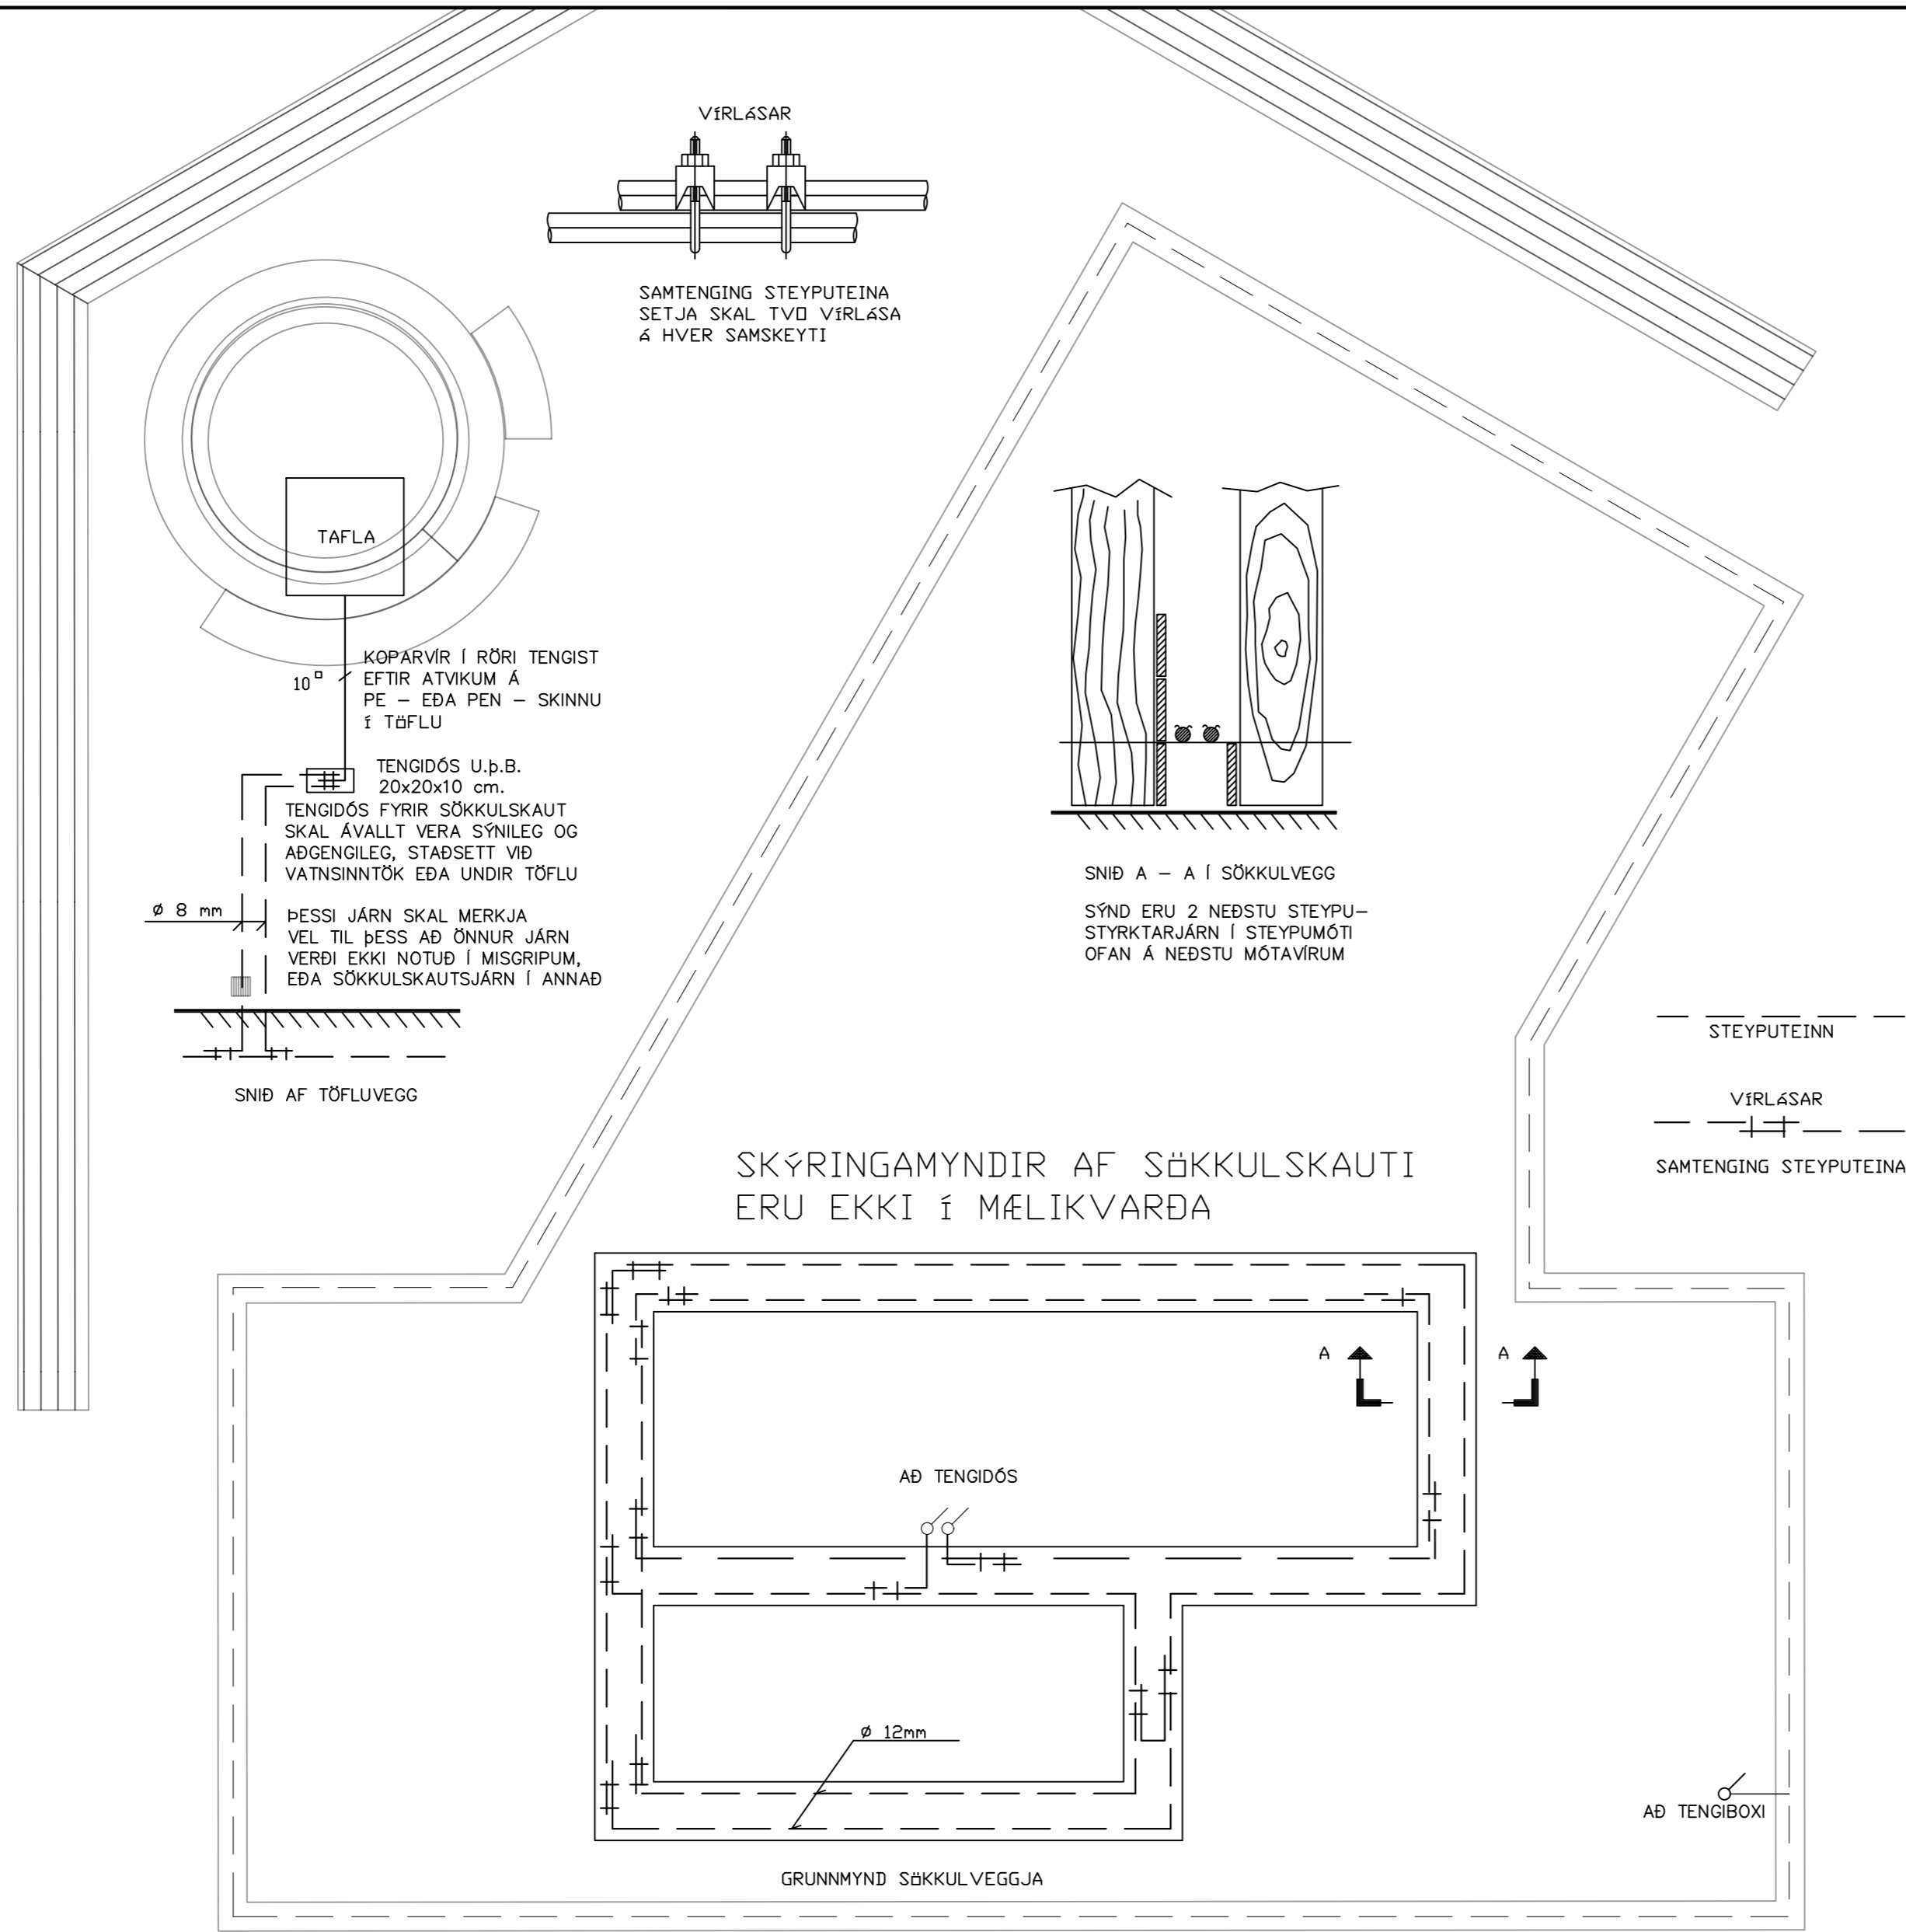 VÍRLÁSAR
SAMTENGING STEYPUTEINA
SETJA SKAL TVO VÍRLÁSA
Á HVER SAMSKEYTI
TAFLA
10
KOPARVÍR Í RÖRI TENGIST
EFTIR ATVIKUM Á
PE – EÐA PEN – SKINNU
Í TÖFLU
TENGIDÓS U.þ.B.
20x20x10 cm.
TENGIDÓS FYRIR SÖKKULSKAUT
SKAL ÁVALLT VERA SÝNILEG OG
AÐGENGILEG, STAÐSETT VIÐ
VATNSINNTÖK EÐA UNDIR TÖFLU
ø 8 mm
ÞESSI JÁRN SKAL MERKJA
VEL TIL ÞESS AÐ ÖNNUR JÁRN
VERÐI EKKI NOTUÐ Í MISGRIPUM,
EÐA SÖKKULSKAUTSJÁRN Í ANNAÐ
SNIÐ AF TÖFLUVEGG
SNIÐ A – A Í SÖKKULVEGG
SÝND ERU 2 NEÐSTU STEYPU–
STYRKTARJÁRN Í STEYPUMÓTI
OFAN Á NEÐSTU MÓTAVÍRUM
STEYPUTEINN
VÍRLÁSAR
SAMTENGING STEYPUTEINA
SKÝRINGAMYNDIR AF SÖKKULSKAUTI
ERU EKKI Í MÆLIKVARÐA
A
A
AÐ TENGIDÓS
ø 12mm
AÐ TENGIBOXI
GRUNNMYND SÖKKULVEGGJA